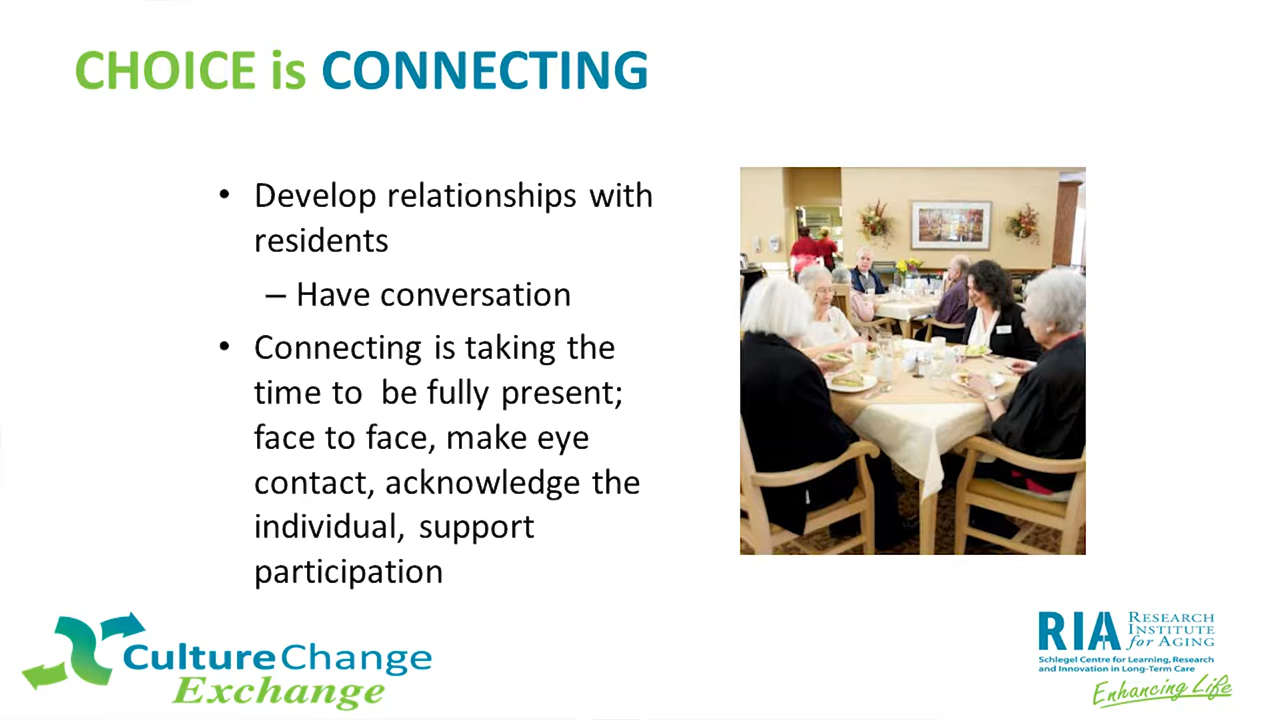 CHOICE is CONNECTING
• Develop relationships with
residents
– Have conversation
• Connecting is taking the
time to be fully present;
face to face, make eye
contact, acknowledge the
individual, support
participation
CultureChange
Exchange
RIA RESEARCH
INSTITUTE
for AGING
Schlegel Centre for Learning, Research
and Innovation in Long-Term Care
Enhancing Life